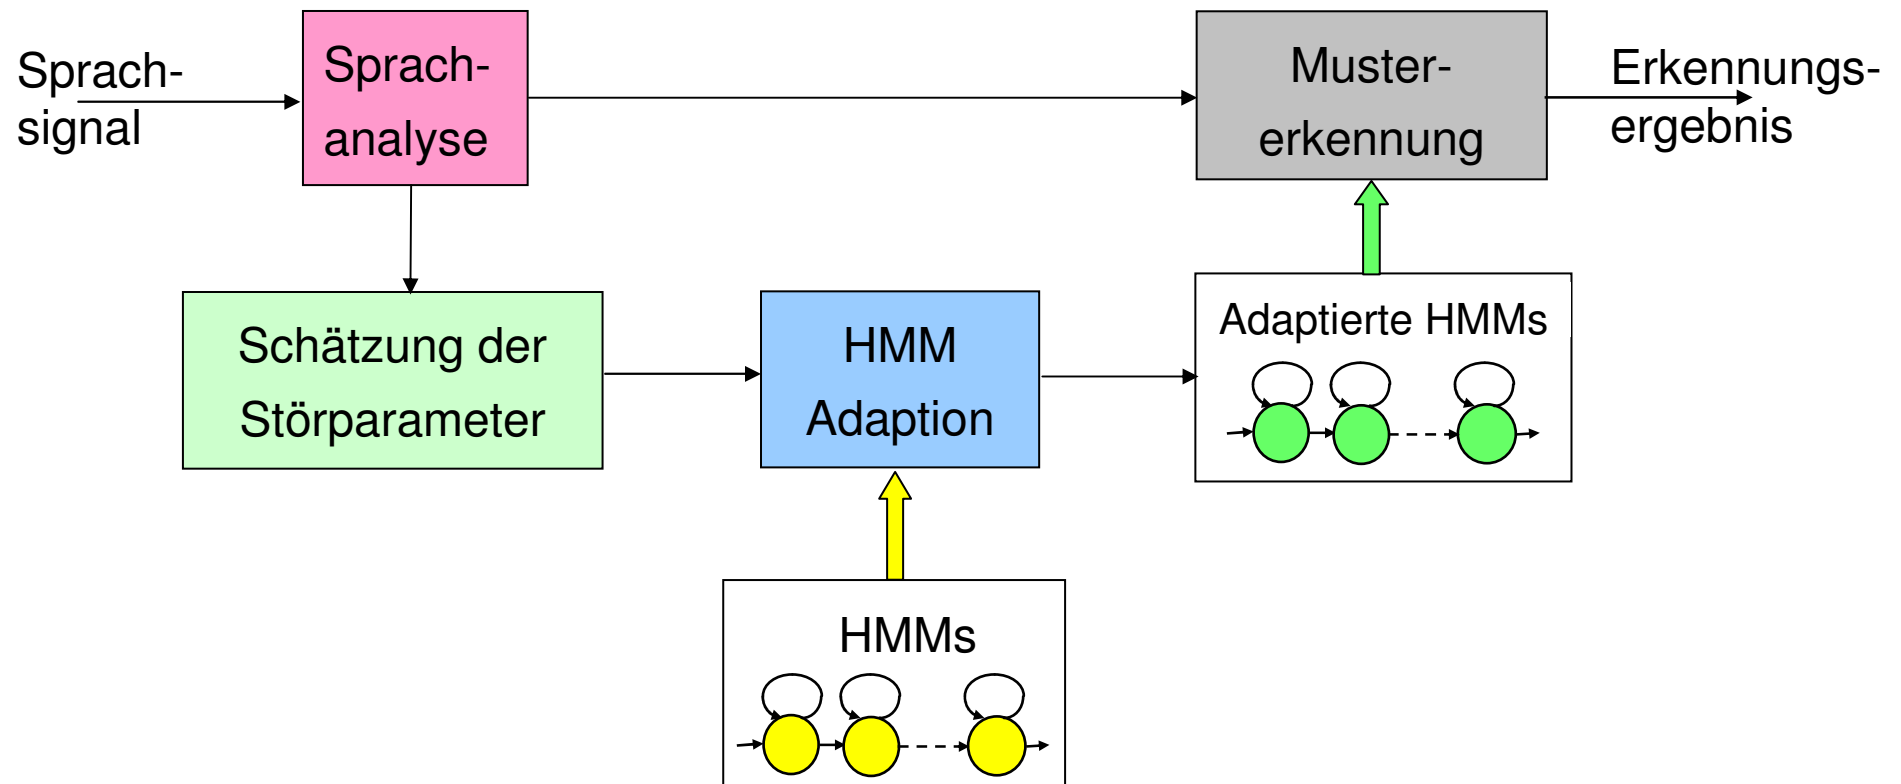 Sprach-
signal
Sprach-
analyse
Muster-
erkennung
Erkennungs-
ergebnis
Schätzung der
Störparameter
HMM
Adaption
Adaptierte HMMs
HMMs